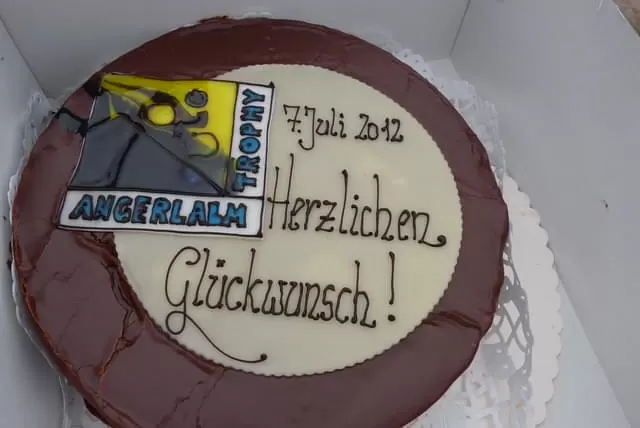 7. Juli 2012
TROPHY
ANGERLALM
Herzlichen
Glückwunsch!